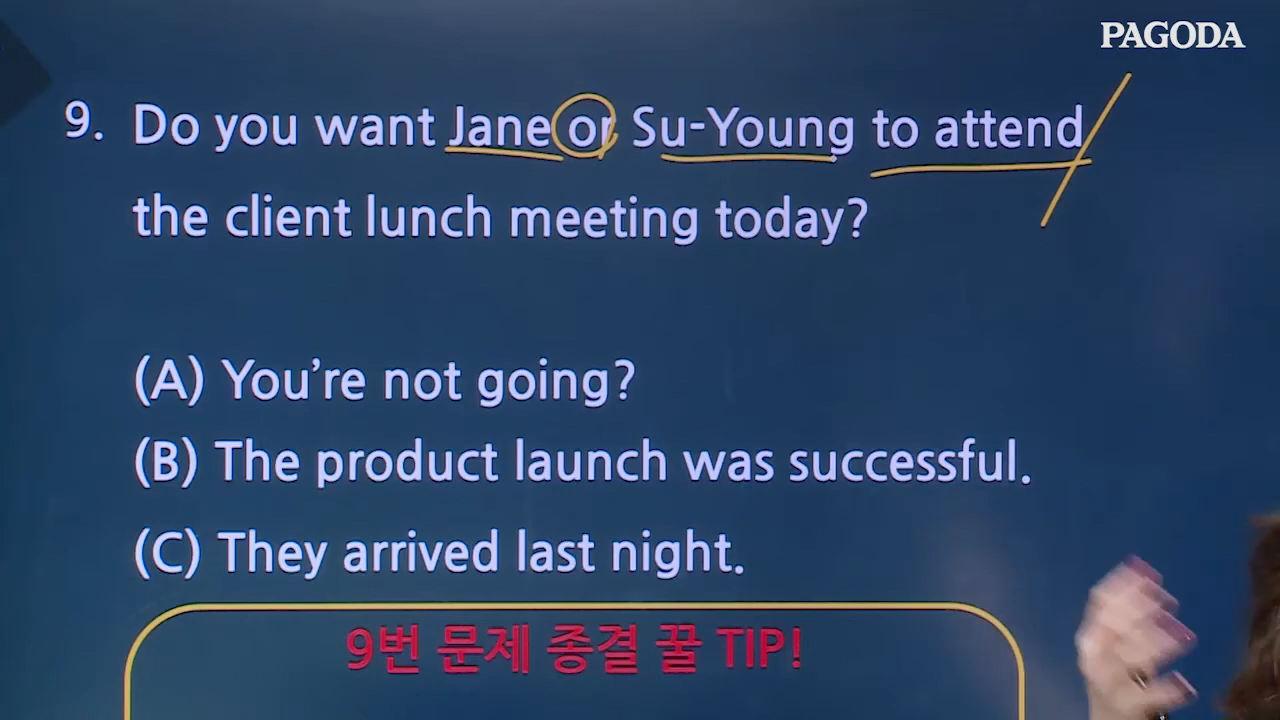 PAGODA
9. Do you want Jane or Su-Young to attend
the client lunch meeting today?
(A) You're not going?
(B) The product launch was successful.
(C) They arrived last night.
9번 문제 종결 꿀 TIP!